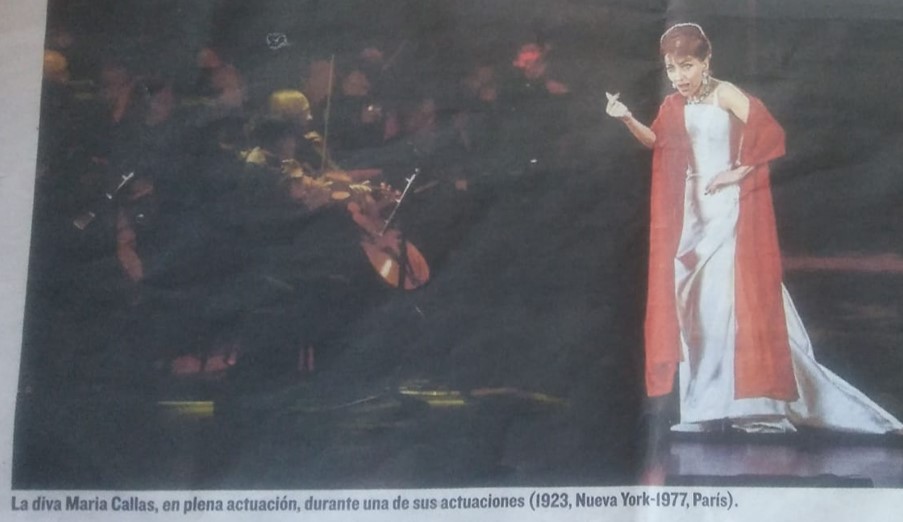 La diva Maria Callas, en plena actuación, durante una de sus actuaciones (1923, Nueva York-1977, París).